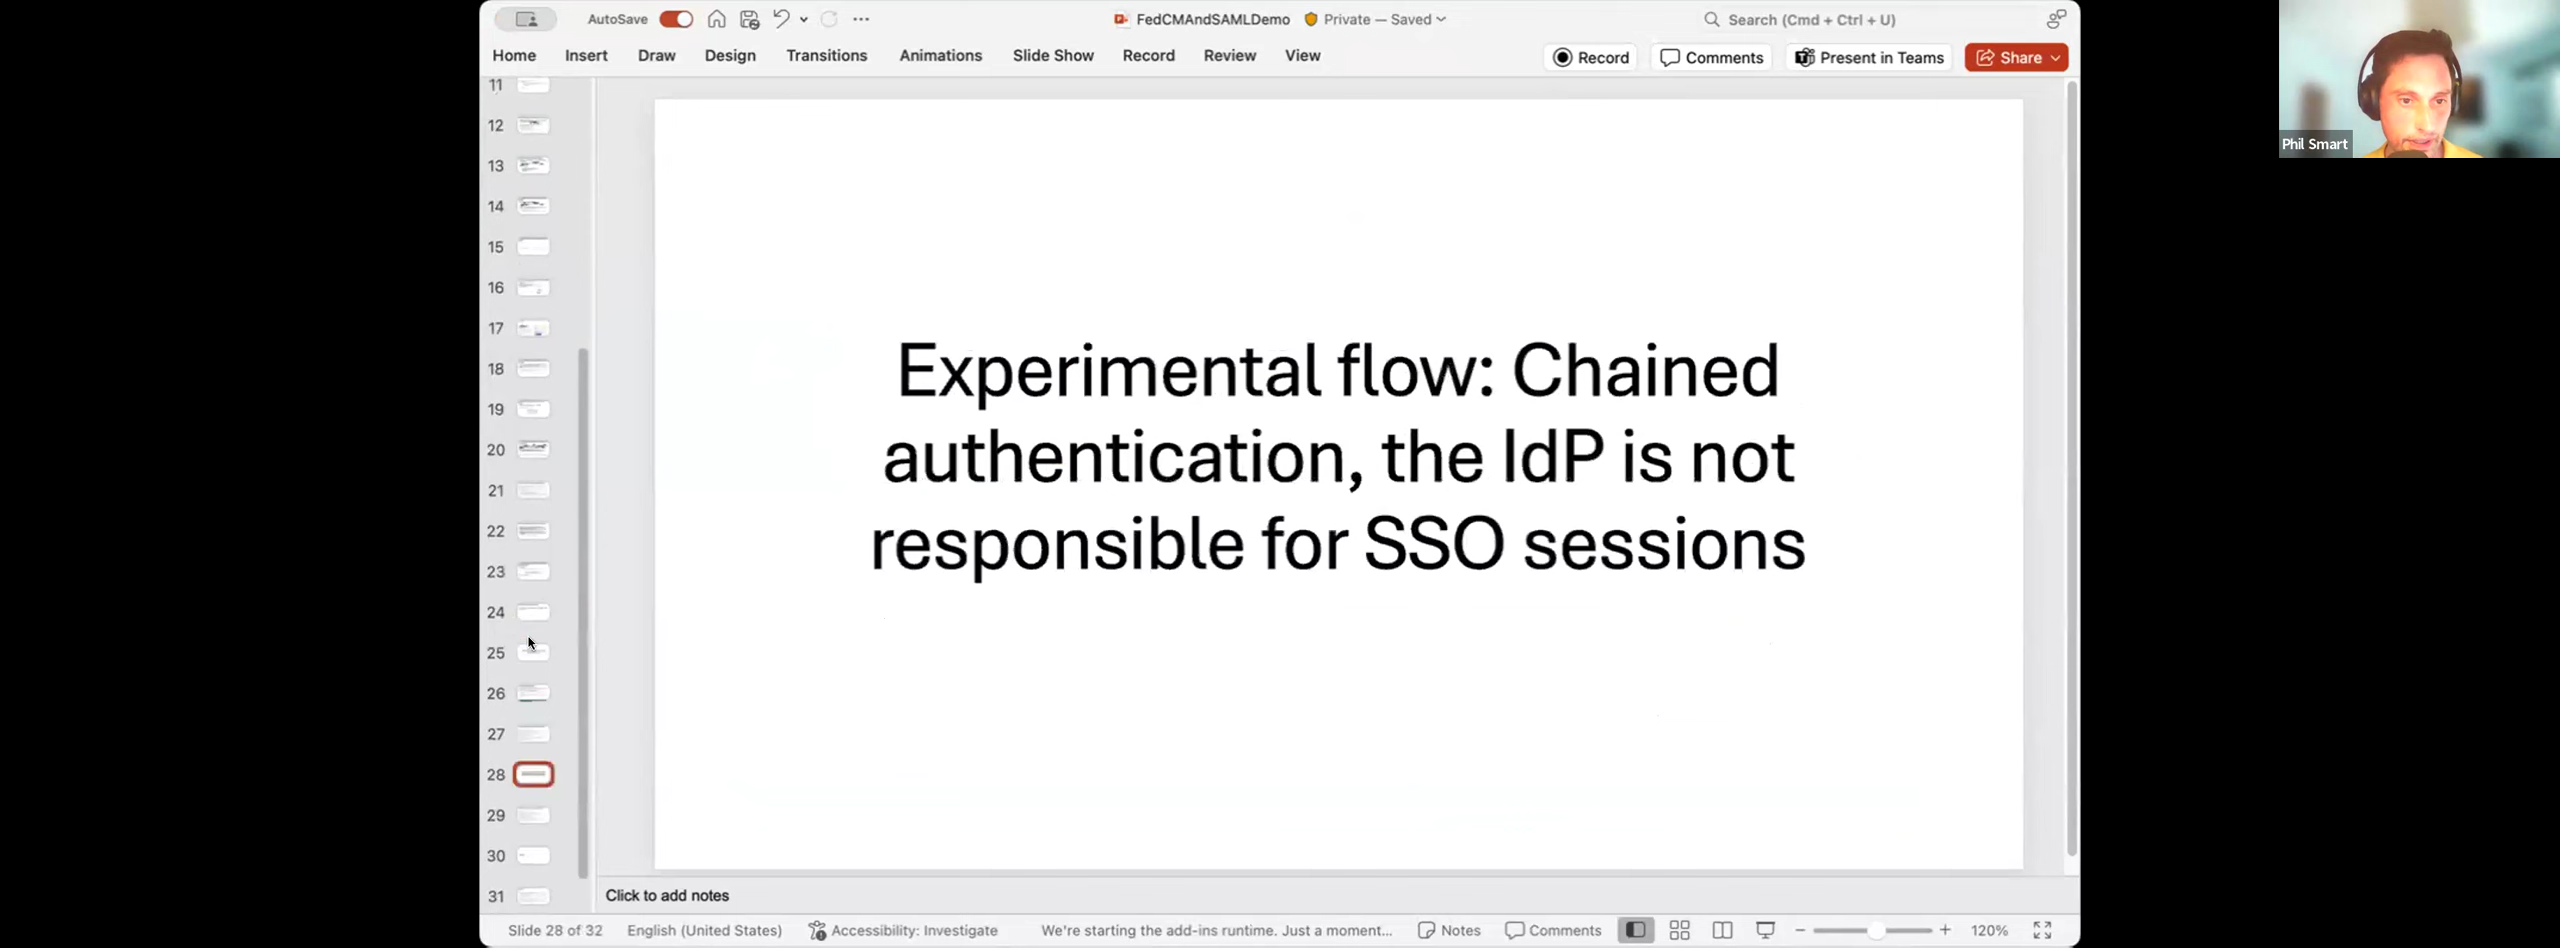 AutoSave
FedCMAndSAMLDemo
Private — Saved
Search (Cmd + Ctrl + U)
Home Insert Draw Design Transitions Animations Slide Show Record Review View
Record Comments Present in Teams Share
11
12
13
14
15
16
17
18
19
20
21
22
23
24
25
26
27
28
29
30
31
Experimental flow: Chained
authentication, the IdP is not
responsible for SSO sessions
Click to add notes
Slide 28 of 32 English (United States) Accessibility: Investigate We're starting the add-ins runtime. Just a moment... Notes Comments 120%
Phil Smart